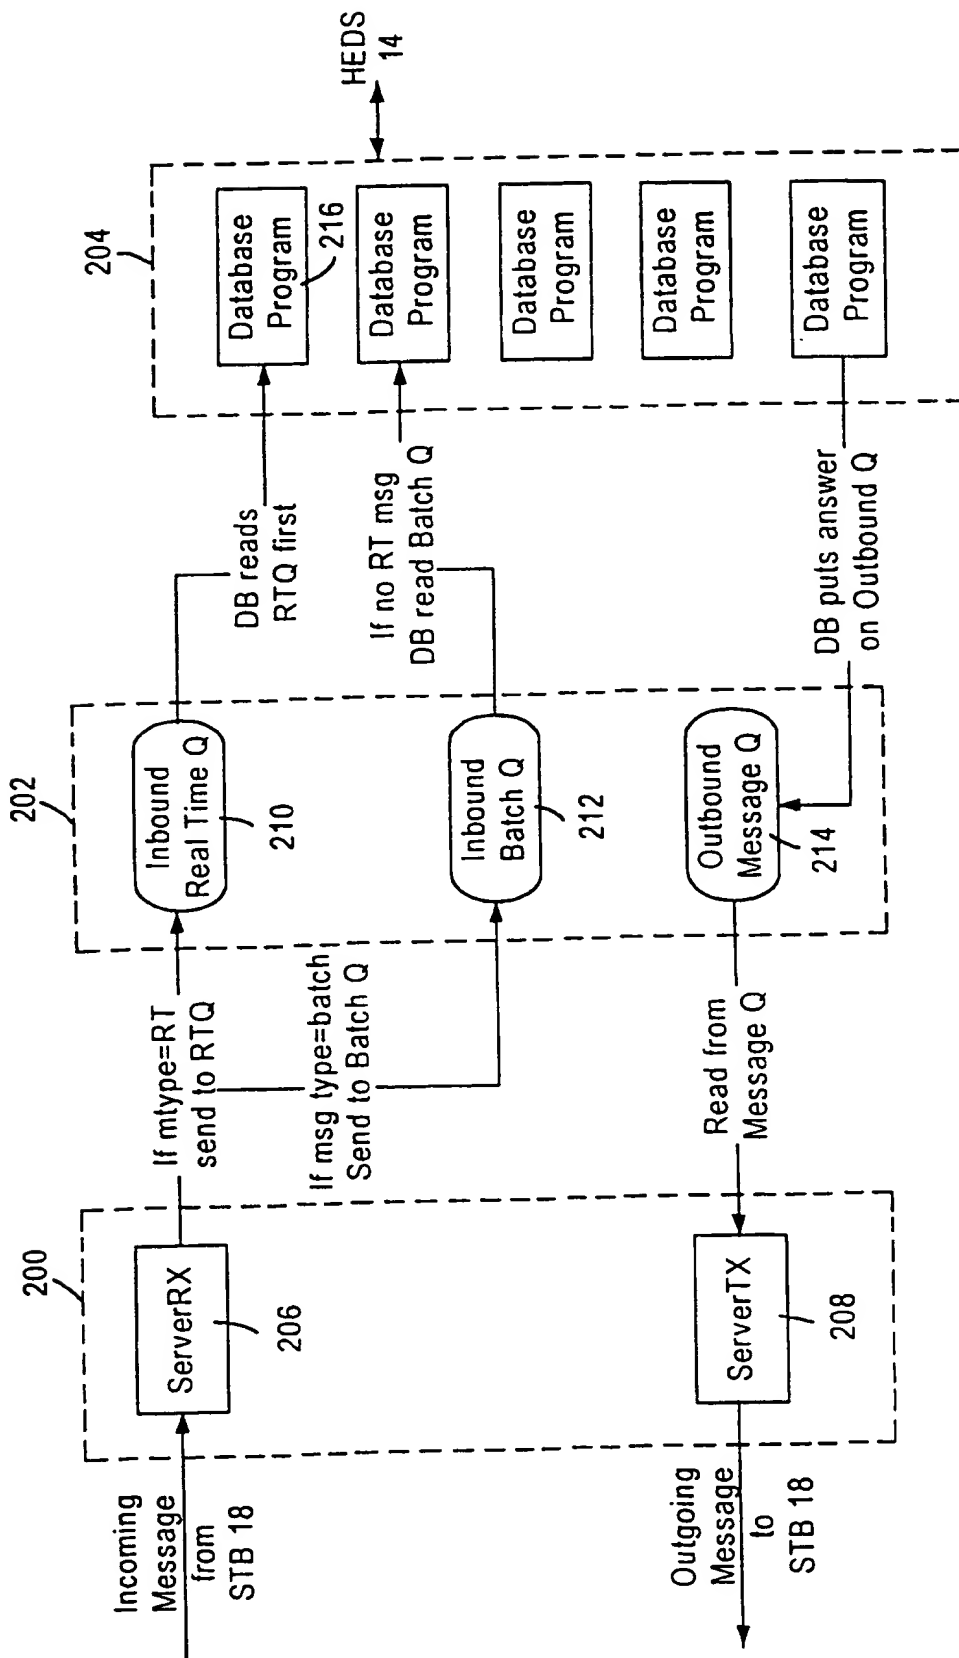 Incoming
Message
from
STB 18
200
ServerRX
206
If mtype=RT
send to RTQ
If msg type=batch
Send to Batch Q
202
Inbound
Real Time Q
210
Inbound
Batch Q
212
DB reads
RTQ first
If no RT msg
DB read Batch Q
204
Database
Program
216
Database
Program
Database
Program
Database
Program
Database
Program
HEDS
14
DB puts answer
on Outbound Q
Outbound
Message Q
214
Read from
Message Q
ServerTX
208
Outgoing
Message
to
STB 18